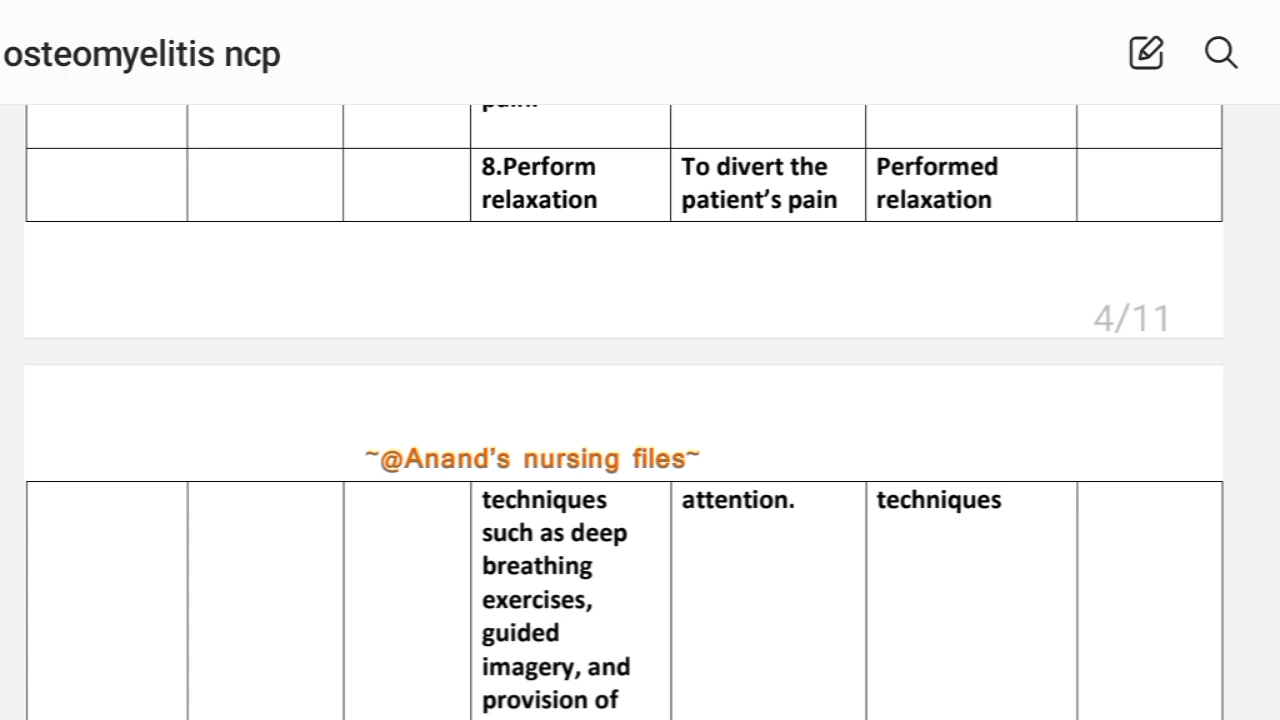 osteomyelitis ncp
8.Perform To divert the Performed
relaxation patient's pain relaxation
4/11
~@Anand's nursing files~
techniques attention. techniques
such as deep
breathing
exercises,
guided
imagery, and
provision of